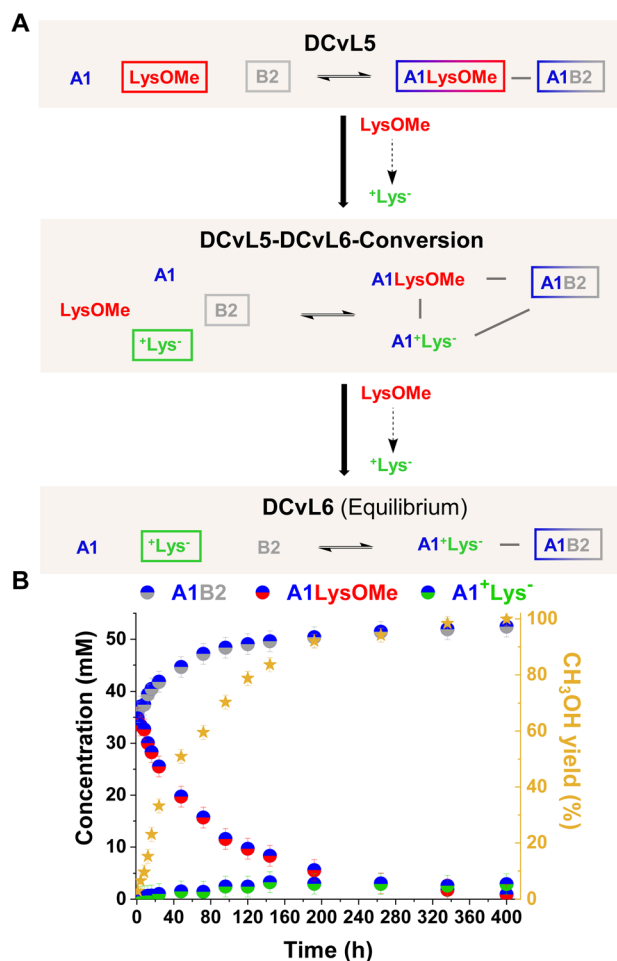 A
DCvL5
A1 LysOMe B2 ⇌ A1LysOMe — A1B2
LysOMe
⁺Lys⁻
DCvL5-DCvL6-Conversion
A1
A1LysOMe
A1B2
LysOMe
B2
⁺Lys⁻
A1⁺Lys⁻
LysOMe
⁺Lys⁻
DCvL6 (Equilibrium)
A1 ⁺Lys⁻ B2 ⇌ A1⁺Lys⁻ — A1B2
B
A1B2 A1LysOMe A1⁺Lys⁻
Concentration (mM)
50
40
30
20
10
0
CH₃OH yield (%)
100
80
60
40
20
0
0 40 80 120 160 200 240 280 320 360 400
Time (h)